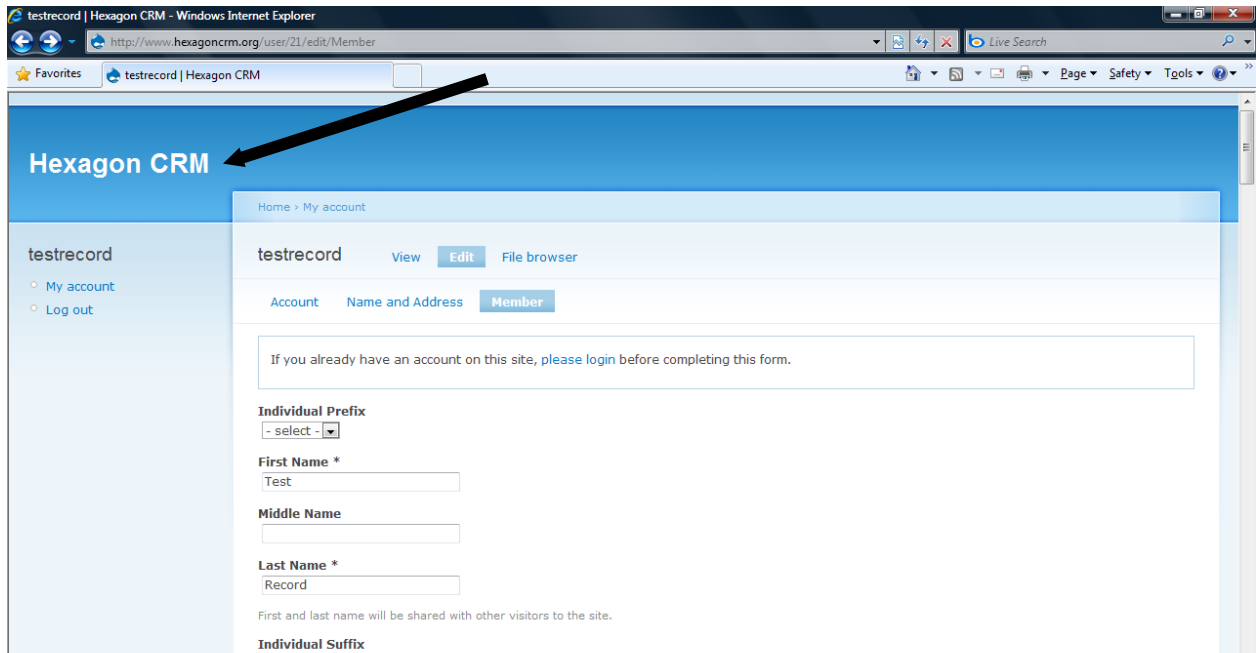 testrecord | Hexagon CRM - Windows Internet Explorer
http://www.hexagoncrm.org/user/21/edit/Member
Live Search
Favorites
testrecord | Hexagon CRM
Page
Safety
Tools
Hexagon CRM
Home › My account
testrecord
My account
Log out
testrecord View Edit File browser
Account Name and Address Member
If you already have an account on this site, please login before completing this form.
Individual Prefix
- select -
First Name *
Test
Middle Name
Last Name *
Record
First and last name will be shared with other visitors to the site.
Individual Suffix